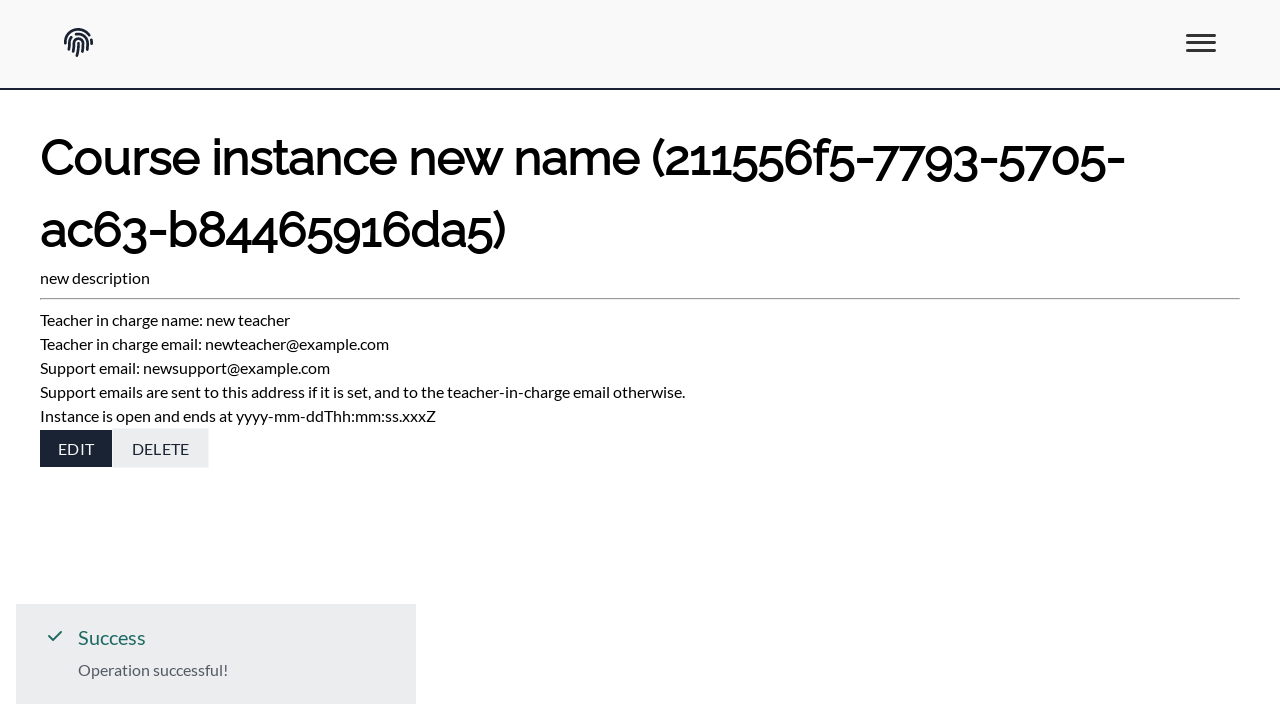 Course instance new name (211556f5-7793-5705-
ac63-b84465916da5)
new description
Teacher in charge name: new teacher
Teacher in charge email: newteacher@example.com
Support email: newsupport@example.com
Support emails are sent to this address if it is set, and to the teacher-in-charge email otherwise.
Instance is open and ends at yyyy-mm-ddThh:mm:ss.xxxZ
EDIT DELETE
Success
Operation successful!